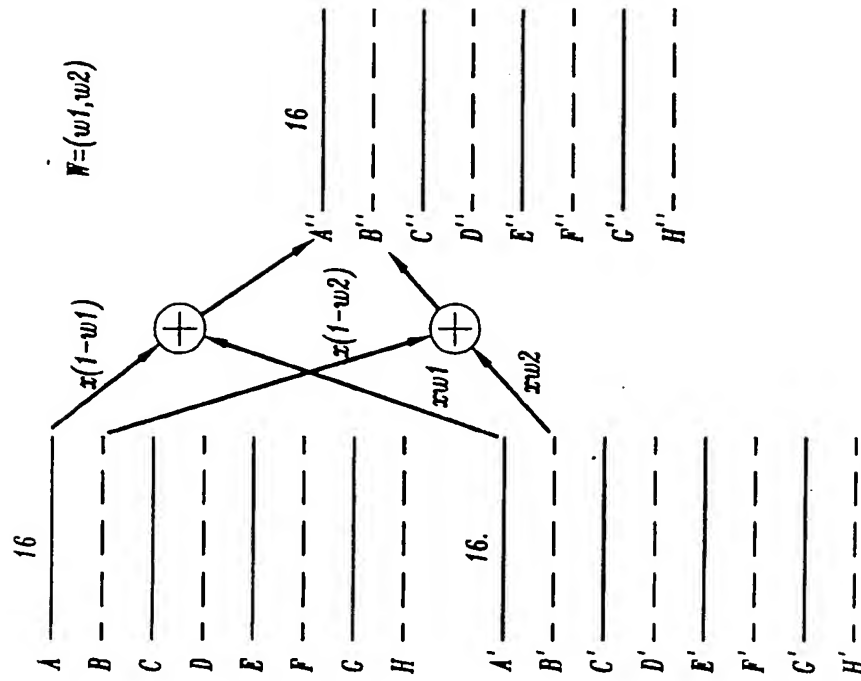 16
W=(w1,w2)
A
B
C
D
E
F
G
H
x(1-w1)
x(1-w2)
xw1
xw2
16.
A'
B'
C'
D'
E'
F'
G'
H'
16
A''
B''
C''
D''
E''
F''
G''
H''